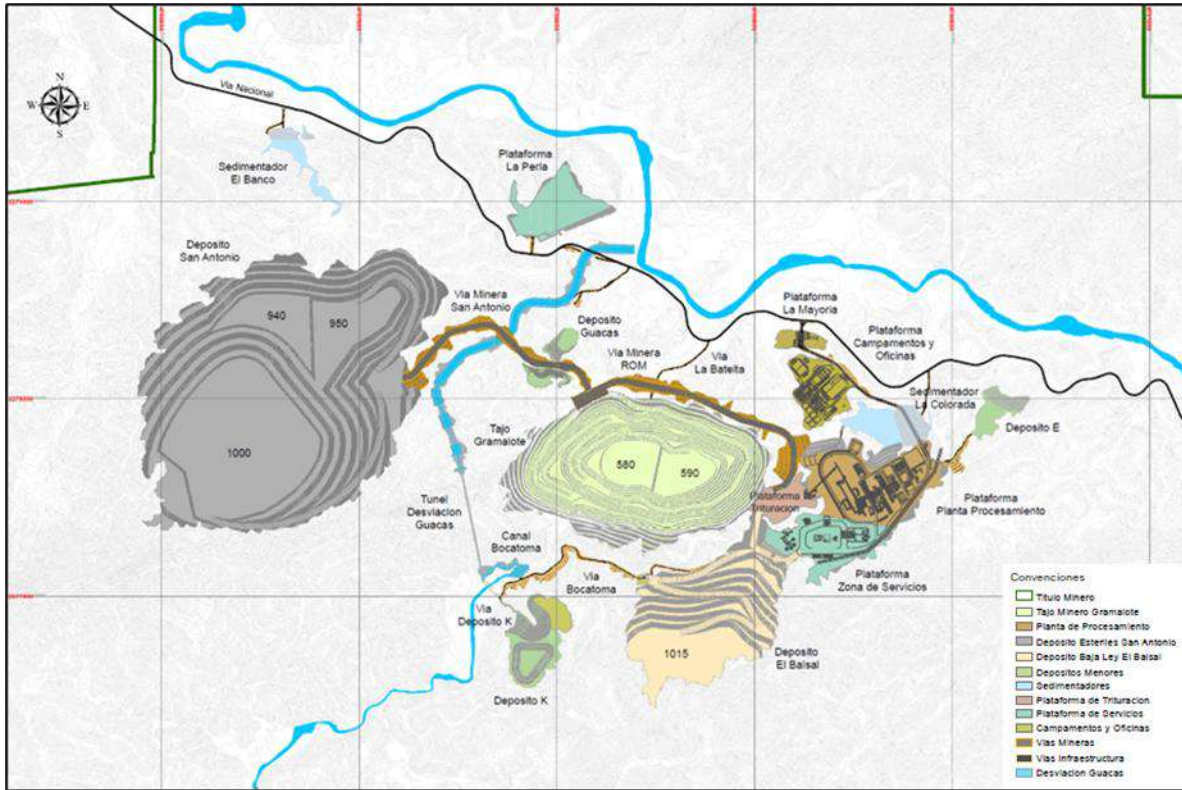 Via Nacional
N
W
E
S
Sedimentador
El Banco
Plataforma
La Perla
Deposito
San Antonio
940
950
1000
Via Minera
San Antonio
Deposito
Guacas
Via Minera
ROM
Via
La Bateita
Plataforma
La Mayoria
Plataforma
Campamentos y
Oficinas
Sedimentador
La Colorada
Deposito E
Tajo
Gramalote
580
590
Plataforma
Trituracion
Plataforma
Planta Procesamiento
Tunel
Desviacion
Guacas
Canal
Bocatoma
Via
Bocatoma
Plataforma
Zona de Servicios
Via
Deposito K
Deposito K
1015
Deposito
El Balsal
Convenciones
Titulo Minero
Tajo Minero Gramalote
Planta de Procesamiento
Deposito Esteriles San Antonio
Deposito Baja Ley El Balsal
Depositos Menores
Sedimentadores
Plataforma de Trituracion
Plataforma de Servicios
Campamentos y Oficinas
Vias Mineras
Vias Infraestructura
Desviacion Guacas